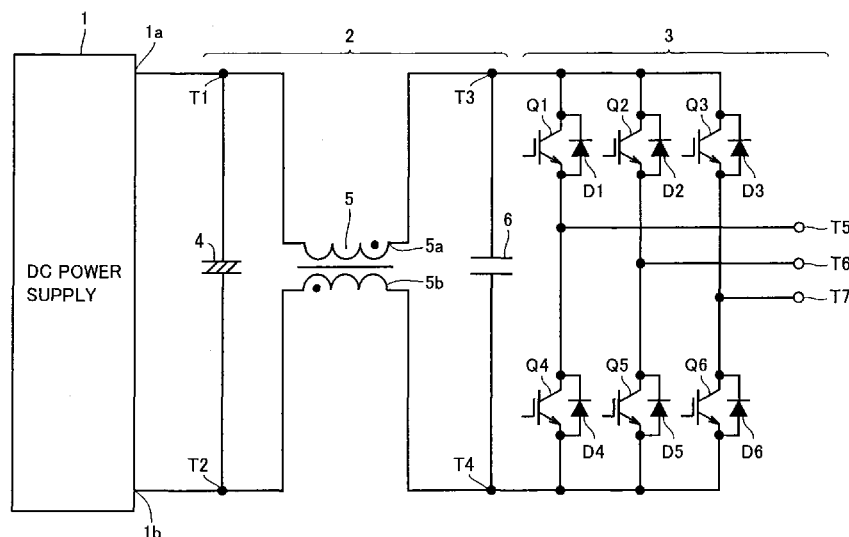 1
1a
2
3
T1
T3
Q1
Q2
Q3
D1
D2
D3
5
5a
4
6
T5
DC POWER
SUPPLY
5b
T6
T7
Q4
Q5
Q6
D4
D5
D6
T2
T4
1b